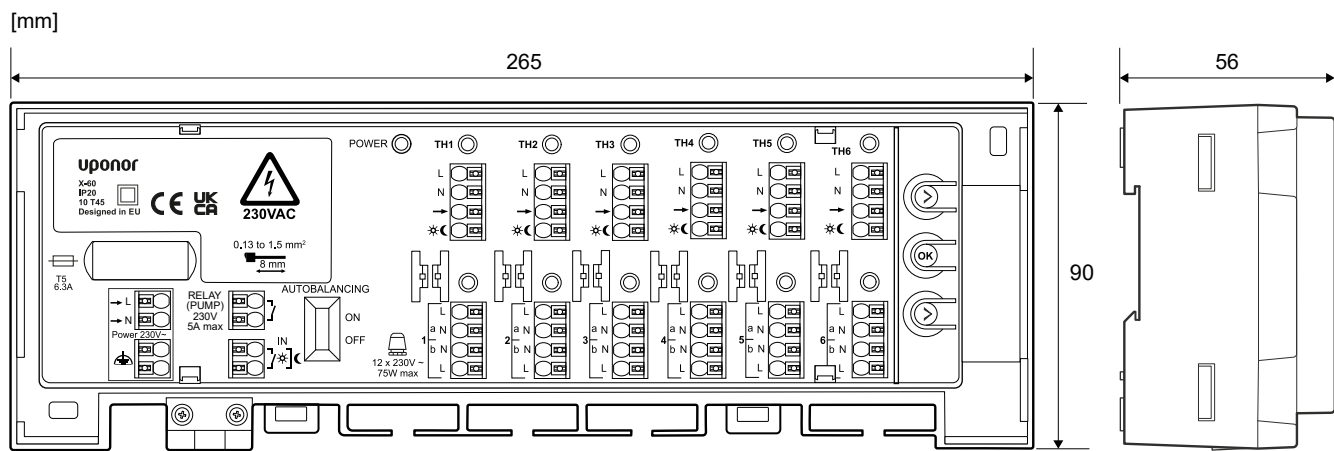 [mm]
265
56
90
uponor
X-60
IP20
10 T45
Designed in EU
CE UK CA
230VAC
0.13 to 1.5 mm²
8 mm
T5
6.3A
→ L
→ N
Power 230V~
RELAY
(PUMP)
230V
5A max
IN
AUTOBALANCING
ON
OFF
12 x 230V ~
75W max
POWER
TH1 TH2 TH3 TH4 TH5 TH6
L L L L L L
N N N N N N
→ → → → → →
OK
L L L L L L
a N a N a N a N a N a N
1 2 3 4 5 6
b N b N b N b N b N b N
L L L L L L